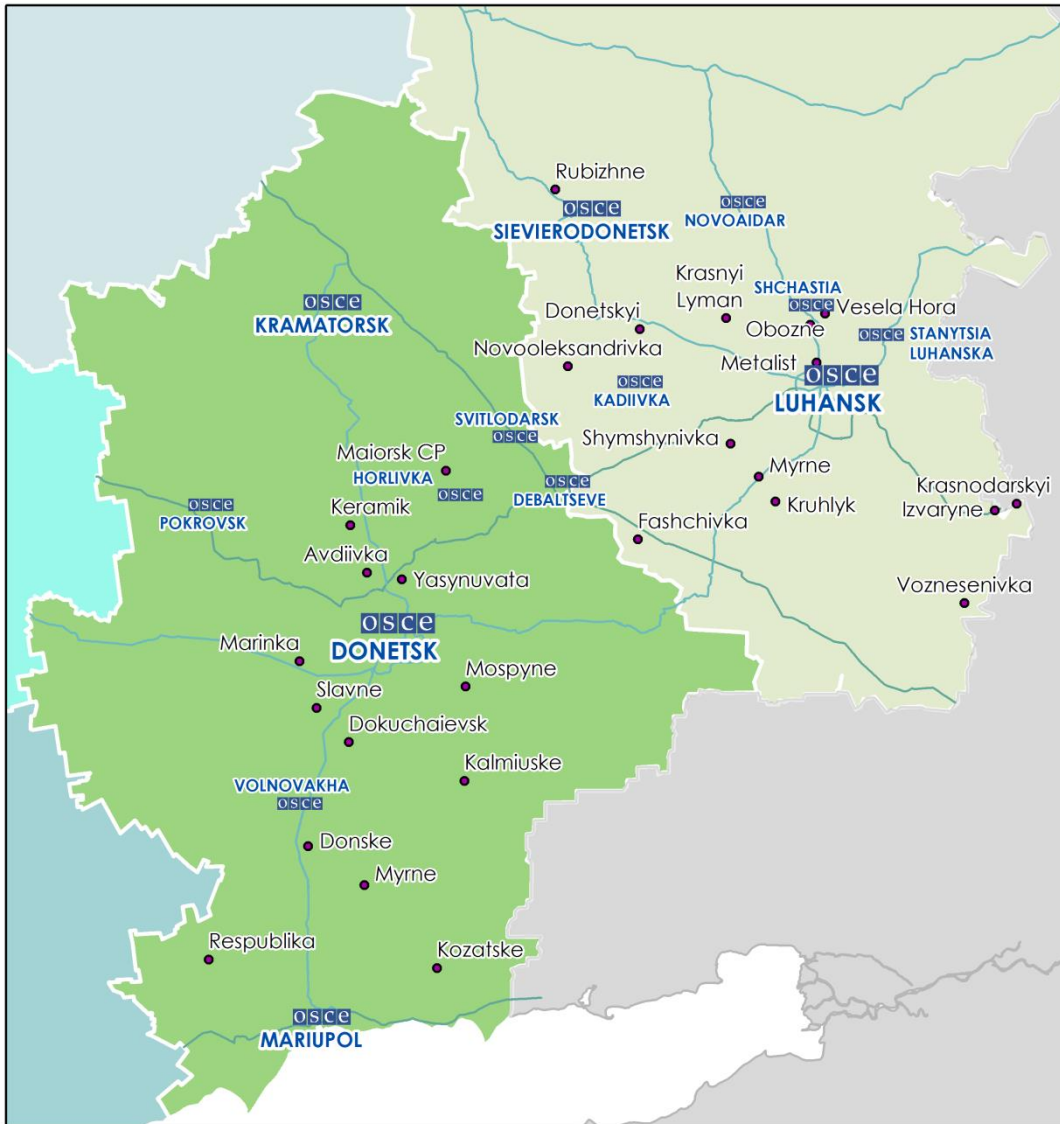 Rubizhne
osce
SIEVIERODONETSK
osce
NOVOAIDAR
Krasnyi
Lyman
SHCHASTIA
osce
Vesela Hora
Obozne
osce
STANYTSIA
LUHANSKA
osce
KRAMATORSK
Donetskyi
Novooleksandrivka
Metalist
osce
LUHANSK
osce
KADIIVKA
SVITLODARSK
osce
Shymshynivka
Maiorsk CP
HORLIVKA
osce
osce
DEBALTSEVE
Myrne
Kruhlyk
Krasnodarskyi
Izvaryne
osce
POKROVSK
Keramik
Fashchivka
Avdiivka
Yasynuvata
Voznesenivka
osce
DONETSK
Marinka
Mospyne
Slavne
Dokuchaievsk
Kalmiuske
VOLNOVAKHA
osce
Donske
Myrne
Respublika
Kozatske
osce
MARIUPOL